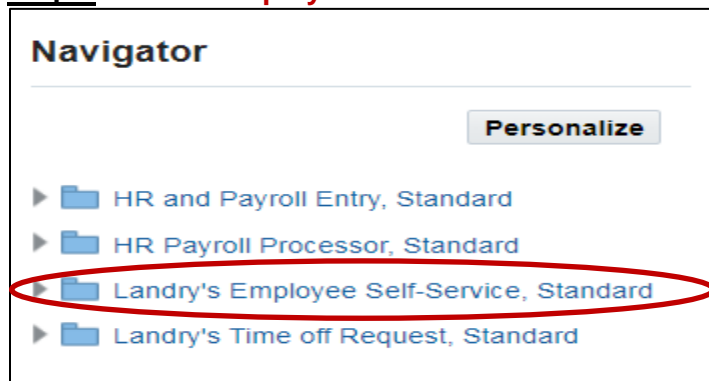 Navigator
Personalize
HR and Payroll Entry, Standard
HR Payroll Processor, Standard
Landry's Employee Self-Service, Standard
Landry's Time off Request, Standard